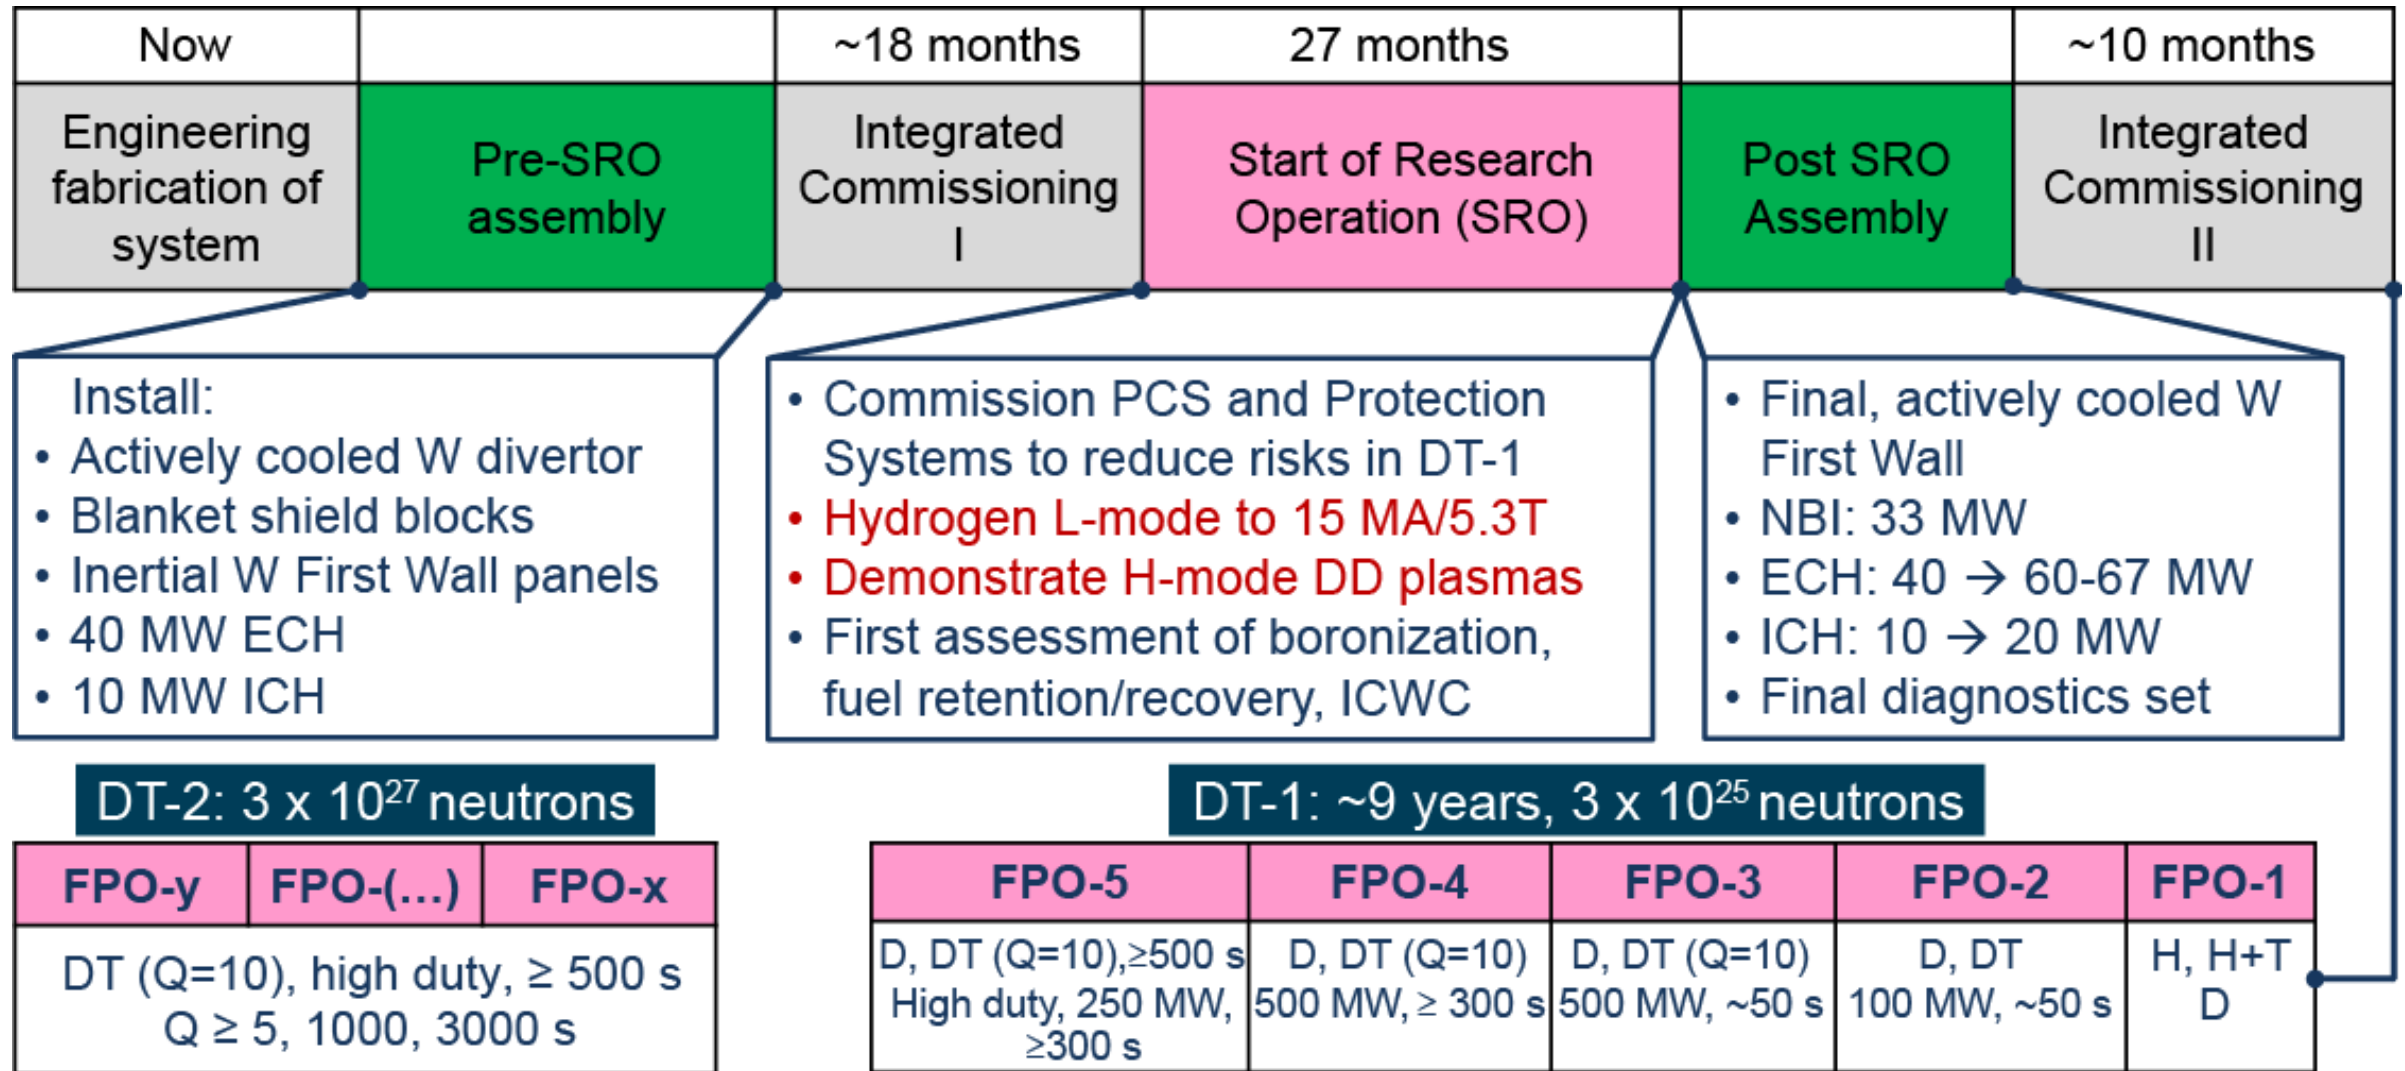 Now
~18 months
27 months
~10 months
Engineering
fabrication of
system
Pre-SRO
assembly
Integrated
Commissioning
I
Start of Research
Operation (SRO)
Post SRO
Assembly
Integrated
Commissioning
II
Install:
• Actively cooled W divertor
• Blanket shield blocks
• Inertial W First Wall panels
• 40 MW ECH
• 10 MW ICH
• Commission PCS and Protection
Systems to reduce risks in DT-1
• Hydrogen L-mode to 15 MA/5.3T
• Demonstrate H-mode DD plasmas
• First assessment of boronization,
fuel retention/recovery, ICWC
• Final, actively cooled W
First Wall
• NBI: 33 MW
• ECH: 40 → 60-67 MW
• ICH: 10 → 20 MW
• Final diagnostics set
DT-2: 3 x 10²⁷ neutrons
FPO-y
FPO-(...)
FPO-x
DT (Q=10), high duty, ≥ 500 s
Q ≥ 5, 1000, 3000 s
DT-1: ~9 years, 3 x 10²⁵ neutrons
FPO-5
FPO-4
FPO-3
FPO-2
FPO-1
D, DT (Q=10),≥500 s
High duty, 250 MW,
≥300 s
D, DT (Q=10)
500 MW, ≥ 300 s
D, DT (Q=10)
500 MW, ~50 s
D, DT
100 MW, ~50 s
H, H+T
D